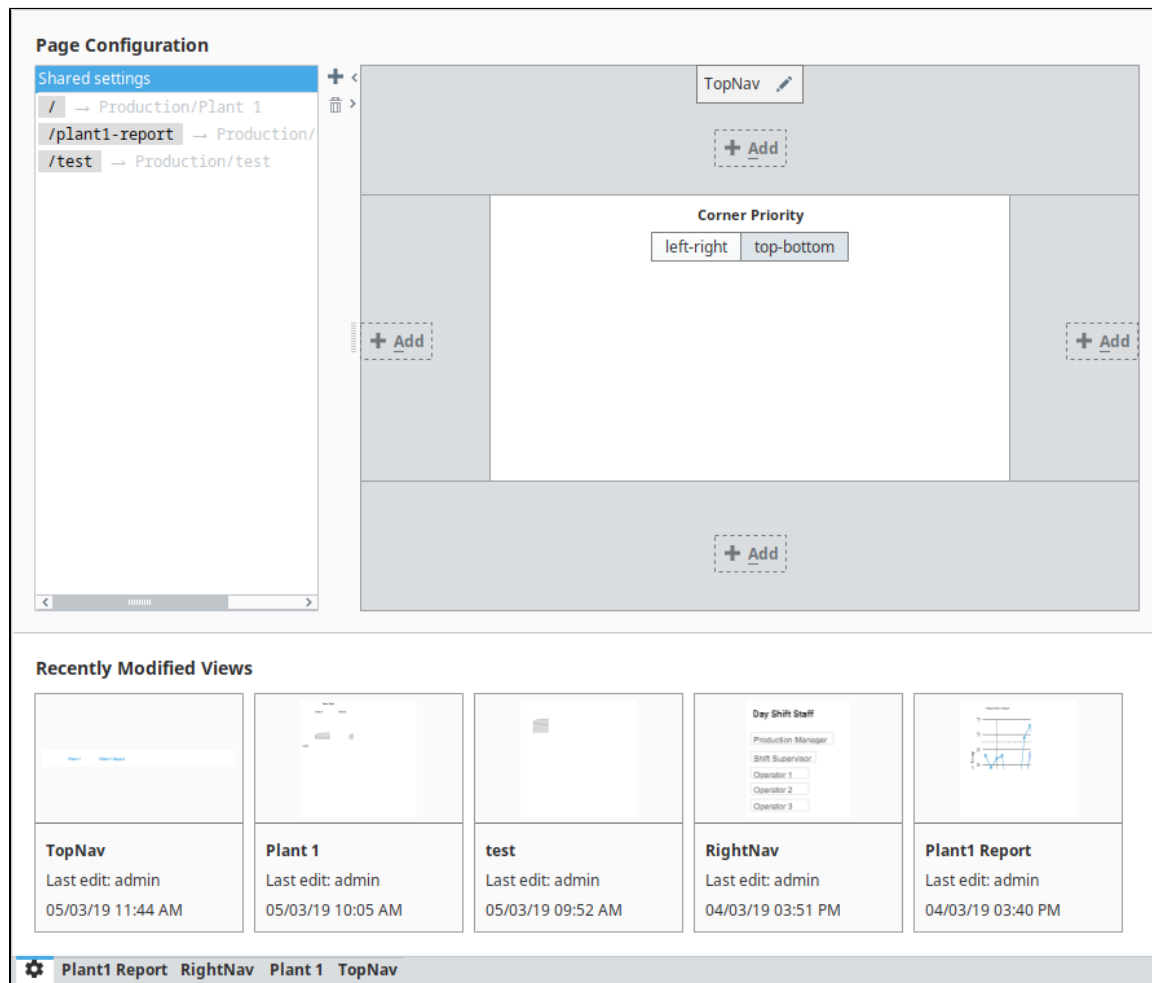 Page Configuration
Shared settings
/ → Production/Plant 1
/plant1-report → Production/
/test → Production/test
TopNav
Add
Corner Priority
left-right top-bottom
Add
Add
Add
Recently Modified Views
Plant 1 Plant 1 Report
Day Shift Staff
Production Manager
Shift Supervisor
Operator 1
Operator 2
Operator 3
TopNav
Last edit: admin
05/03/19 11:44 AM
Plant 1
Last edit: admin
05/03/19 10:05 AM
test
Last edit: admin
05/03/19 09:52 AM
RightNav
Last edit: admin
04/03/19 03:51 PM
Plant1 Report
Last edit: admin
04/03/19 03:40 PM
Plant1 Report RightNav Plant 1 TopNav